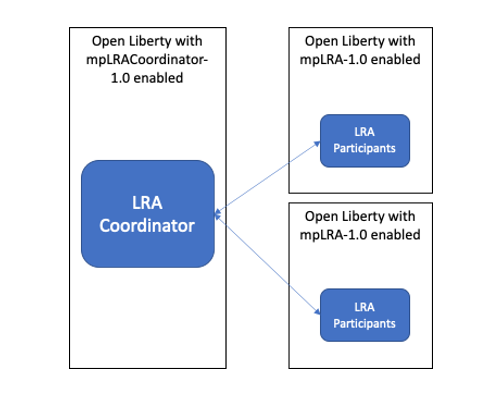 Open Liberty with
mpLRACoordinator-
1.0 enabled
LRA
Coordinator
Open Liberty with
mpLRA-1.0 enabled
LRA
Participants
Open Liberty with
mpLRA-1.0 enabled
LRA
Participants